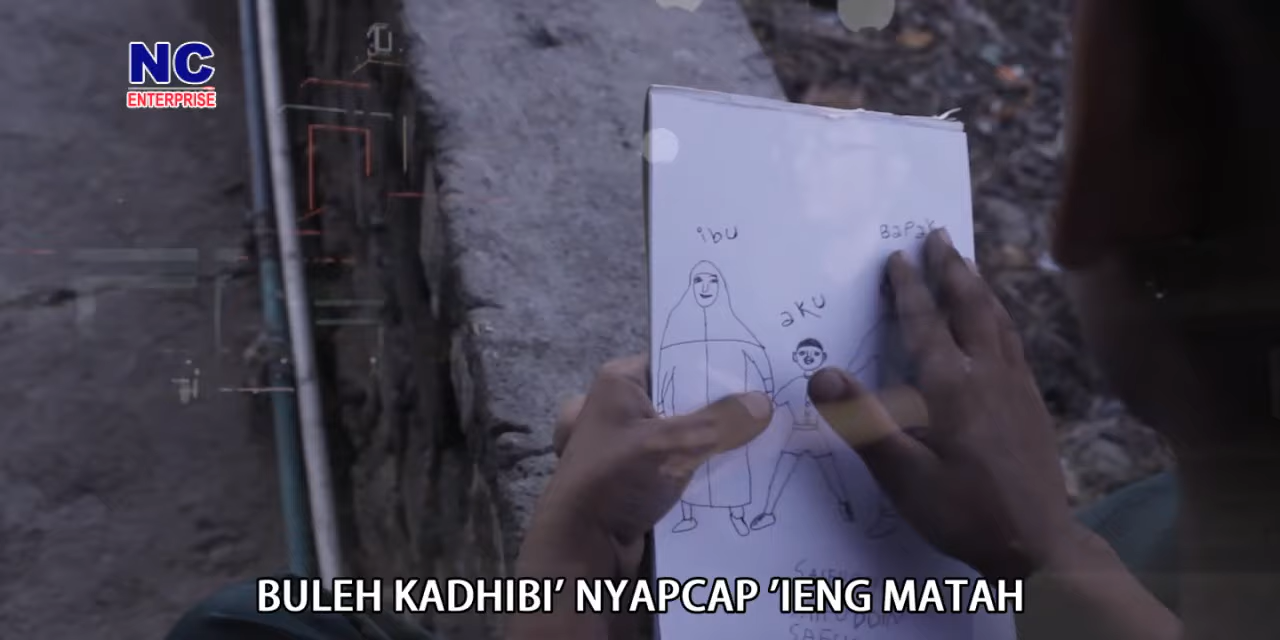 NC
ENTERPRISE
ibu
BaPaK
aKU
BULEH KADHIBI’ NYAPCAP ’IENG MATAH